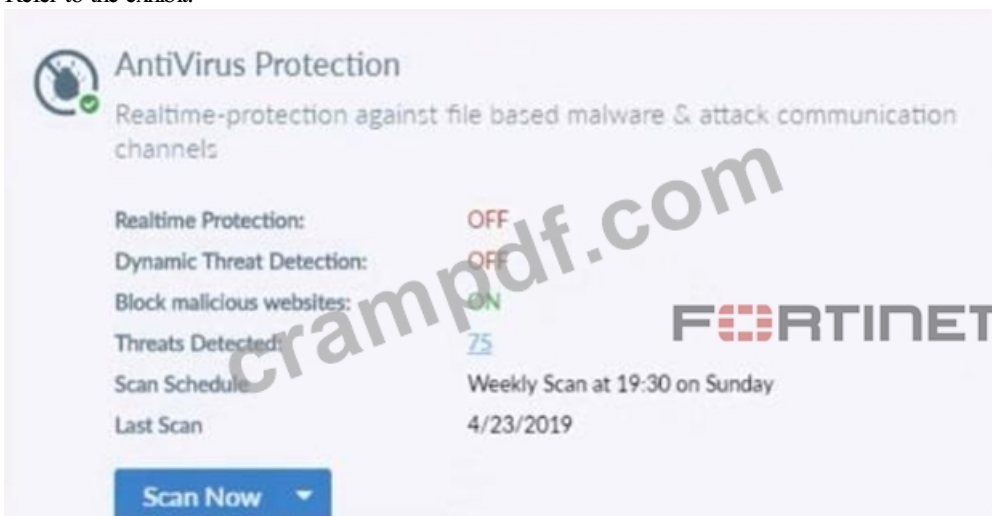 Refer to the exhibit.
AntiVirus Protection
Realtime-protection against file based malware & attack communication
channels
Realtime Protection: OFF
Dynamic Threat Detection: OFF
Block malicious websites: ON
Threats Detected: 75
Scan Schedule Weekly Scan at 19:30 on Sunday
Last Scan 4/23/2019
Scan Now
crampdf.com
FORTINET